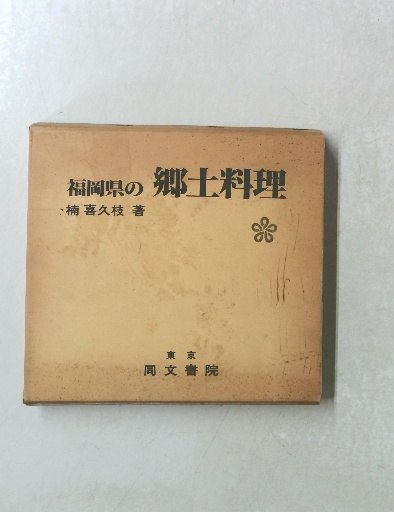 福岡県の 郷土料理
楠 喜久枝 著
東京
同文書院